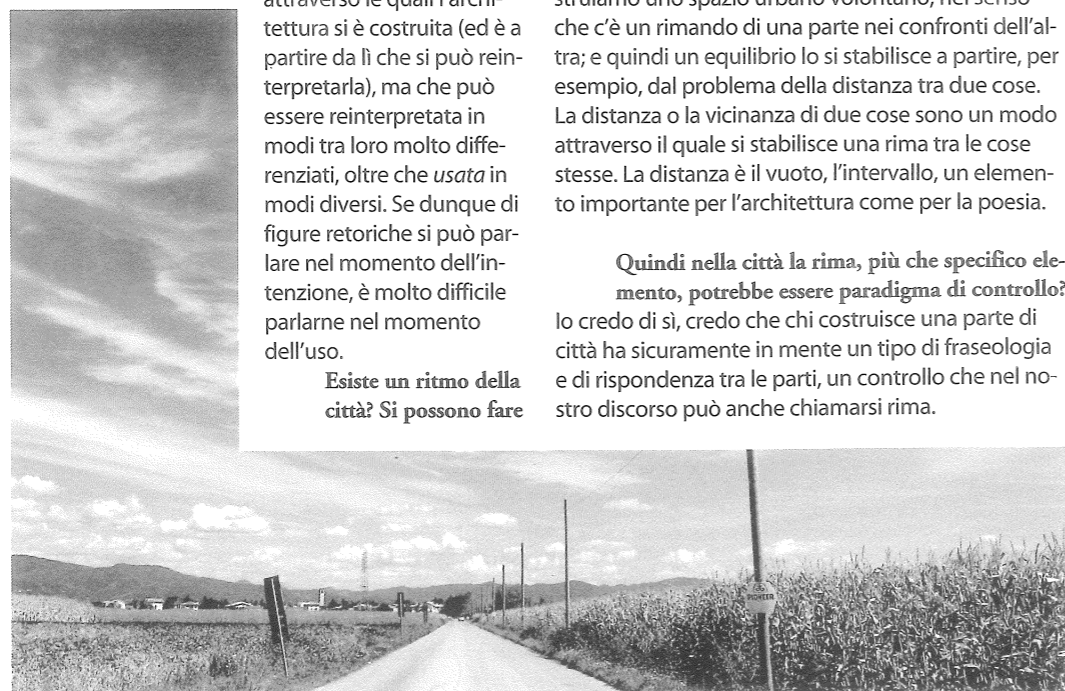 attraverso le quali l'archi-
tettura si è costruita (ed è a
partire da lì che si può rein-
terpretarla), ma che può
essere reinterpretata in
modi tra loro molto diffe-
renziati, oltre che usata in
modi diversi. Se dunque di
figure retoriche si può par-
lare nel momento dell'in-
tenzione, è molto difficile
parlarne nel momento
dell'uso.
Esiste un ritmo della
città? Si possono fare
struiamo uno spazio urbano volontario, nel senso
che c'è un rimando di una parte nei confronti dell'al-
tra; e quindi un equilibrio lo si stabilisce a partire, per
esempio, dal problema della distanza tra due cose.
La distanza o la vicinanza di due cose sono un modo
attraverso il quale si stabilisce una rima tra le cose
stesse. La distanza è il vuoto, l'intervallo, un elemen-
to importante per l'architettura come per la poesia.
Quindi nella città la rima, più che specifico ele-
mento, potrebbe essere paradigma di controllo?
Io credo di sì, credo che chi costruisce una parte di
città ha sicuramente in mente un tipo di fraseologia
e di rispondenza tra le parti, un controllo che nel no-
stro discorso può anche chiamarsi rima.
PIONEER